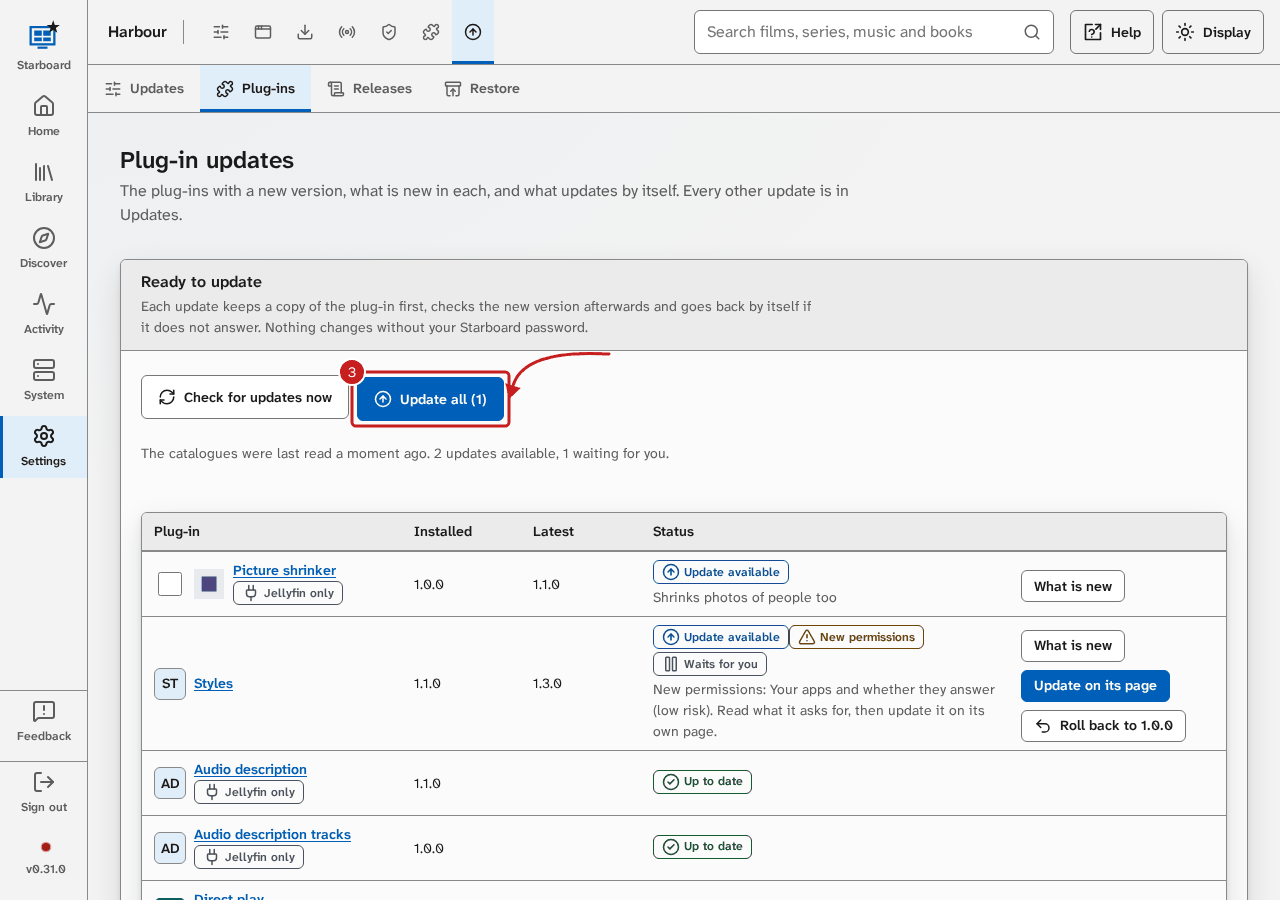 Starboard
Home
Library
Discover
Activity
System
Settings
Feedback
Sign out
v0.31.0
Harbour
Search films, series, music and books
Help
Display
Updates
Plug-ins
Releases
Restore
Plug-in updates
The plug-ins with a new version, what is new in each, and what updates by itself. Every other update is in
Updates.
Ready to update
Each update keeps a copy of the plug-in first, checks the new version afterwards and goes back by itself if
it does not answer. Nothing changes without your Starboard password.
3
Check for updates now
Update all (1)
The catalogues were last read a moment ago. 2 updates available, 1 waiting for you.
Plug-in Installed Latest Status
Picture shrinker
Jellyfin only
1.0.0
1.1.0
Update available
Shrinks photos of people too
What is new
ST
Styles
1.1.0
1.3.0
Update available
New permissions
Waits for you
New permissions: Your apps and whether they answer
(low risk). Read what it asks for, then update it on its
own page.
What is new
Update on its page
Roll back to 1.0.0
AD
Audio description
Jellyfin only
1.1.0
Up to date
AD
Audio description tracks
Jellyfin only
1.0.0
Up to date
Direct play